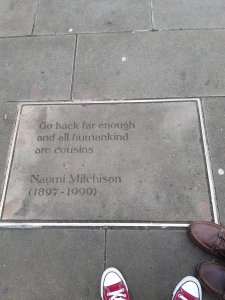 Go back far enough
and all humankind
are cousins
Naomi Mitchison
(1897-1999)